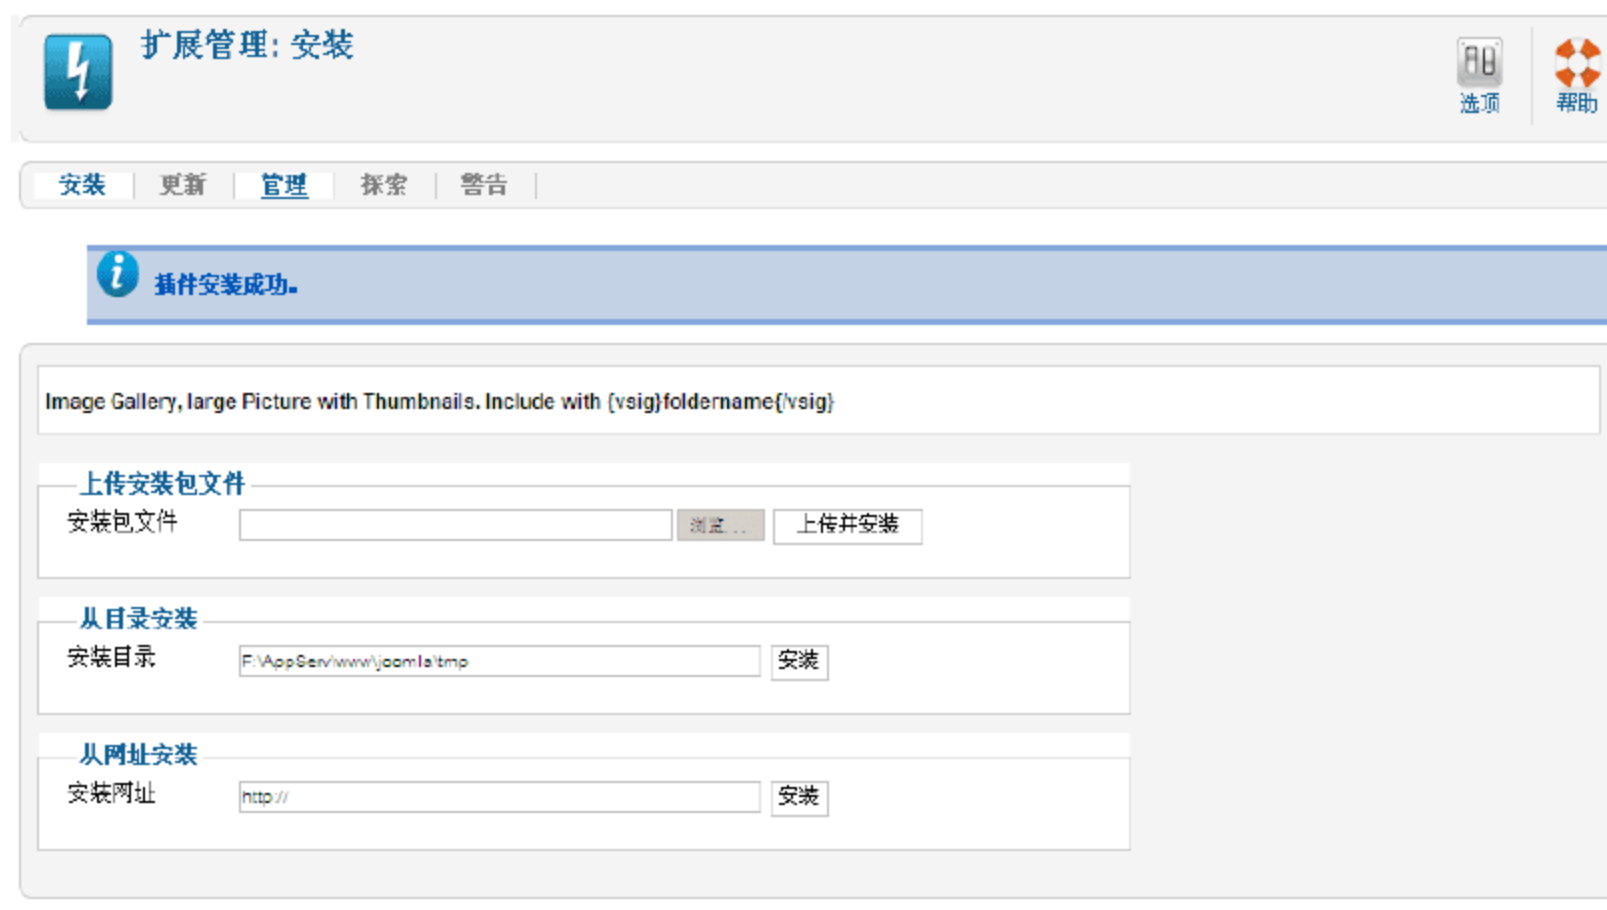 扩展管理: 安装
选项
帮助
安装 更新 管理 探索 警告
插件安装成功。
Image Gallery, large Picture with Thumbnails. Include with {vsig}foldername{/vsig}
上传安装包文件
安装包文件 浏览... 上传并安装
从目录安装
安装目录 F:\AppServ\www\joomla\tmp 安装
从网址安装
安装网址 http:// 安装